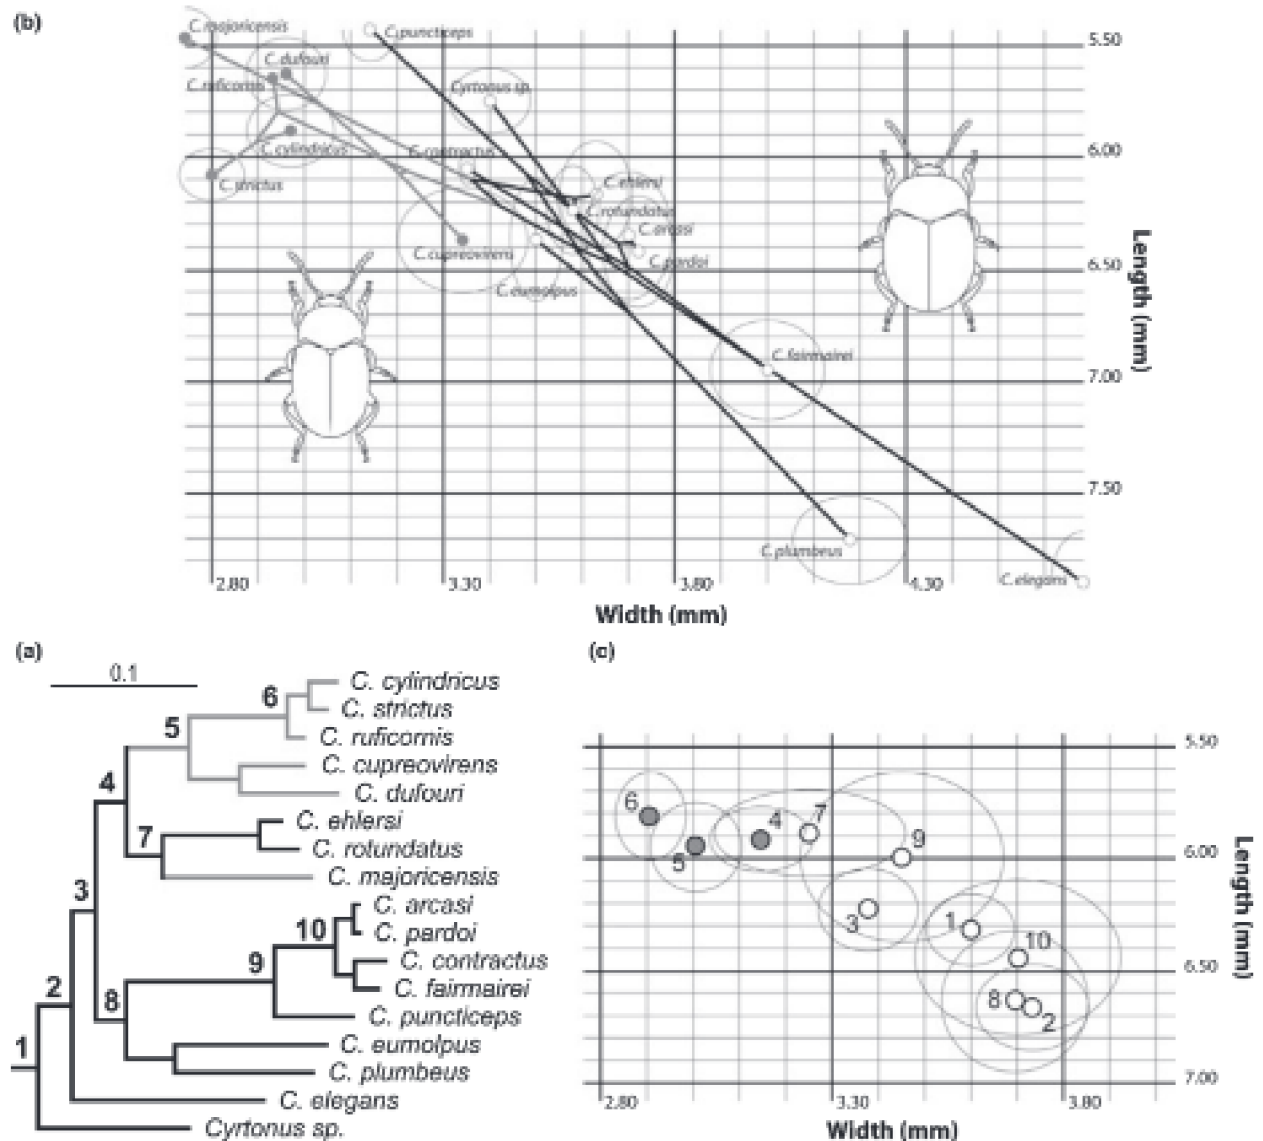 (b)
C. majoricensis
C. puncticeps
5.50
C. dufouri
C. ruficornis
Cyrtonus sp.
C. cylindricus
C. contractus
6.00
C. strictus
C. ehlersi
C. rotundatus
C. arcasi
C. cupreovirens
C. pardoi
6.50
C. eumolpus
Length (mm)
C. fairmairei
7.00
7.50
C. plumbeus
C. elegans
2.80
3.30
3.80
4.30
Width (mm)
(a)
0.1
C. cylindricus
6
C. strictus
5
C. ruficornis
C. cupreovirens
4
C. dufouri
C. ehlersi
7
C. rotundatus
C. majoricensis
3
C. arcasi
10
C. pardoi
9
C. contractus
2
8
C. fairmairei
C. puncticeps
1
C. eumolpus
C. plumbeus
C. elegans
Cyrtonus sp.
(c)
5.50
6
4
7
9
5
6.00
3
1
10
6.50
8
2
7.00
2.80
3.30
3.80
Length (mm)
Width (mm)